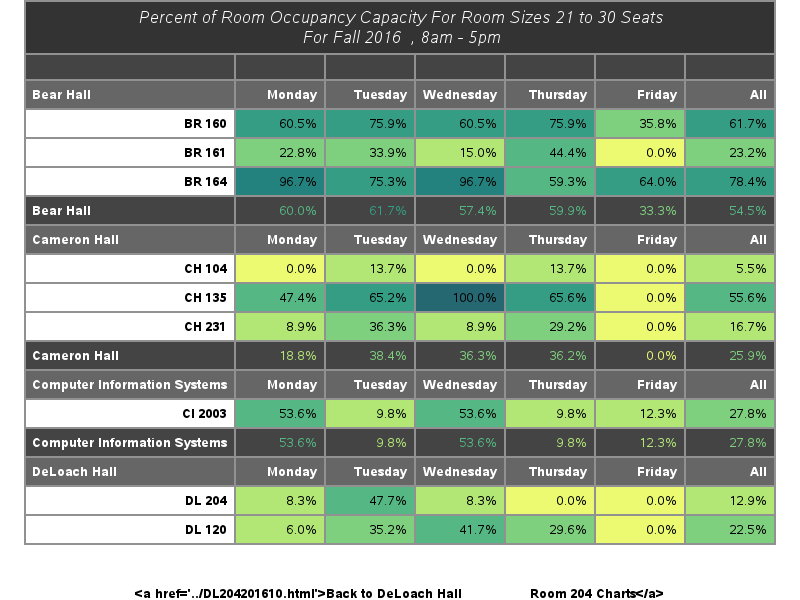 Percent of Room Occupancy Capacity For Room Sizes 21 to 30 Seats
For Fall 2016 , 8am - 5pm
Bear Hall Monday Tuesday Wednesday Thursday Friday All
BR 160 60.5% 75.9% 60.5% 75.9% 35.8% 61.7%
BR 161 22.8% 33.9% 15.0% 44.4% 0.0% 23.2%
BR 164 96.7% 75.3% 96.7% 59.3% 64.0% 78.4%
Bear Hall 60.0% 61.7% 57.4% 59.9% 33.3% 54.5%
Cameron Hall Monday Tuesday Wednesday Thursday Friday All
CH 104 0.0% 13.7% 0.0% 13.7% 0.0% 5.5%
CH 135 47.4% 65.2% 100.0% 65.6% 0.0% 55.6%
CH 231 8.9% 36.3% 8.9% 29.2% 0.0% 16.7%
Cameron Hall 18.8% 38.4% 36.3% 36.2% 0.0% 25.9%
Computer Information Systems Monday Tuesday Wednesday Thursday Friday All
CI 2003 53.6% 9.8% 53.6% 9.8% 12.3% 27.8%
Computer Information Systems 53.6% 9.8% 53.6% 9.8% 12.3% 27.8%
DeLoach Hall Monday Tuesday Wednesday Thursday Friday All
DL 204 8.3% 47.7% 8.3% 0.0% 0.0% 12.9%
DL 120 6.0% 35.2% 41.7% 29.6% 0.0% 22.5%
<a href='../DL204201610.html'>Back to DeLoach Hall Room 204 Charts</a>